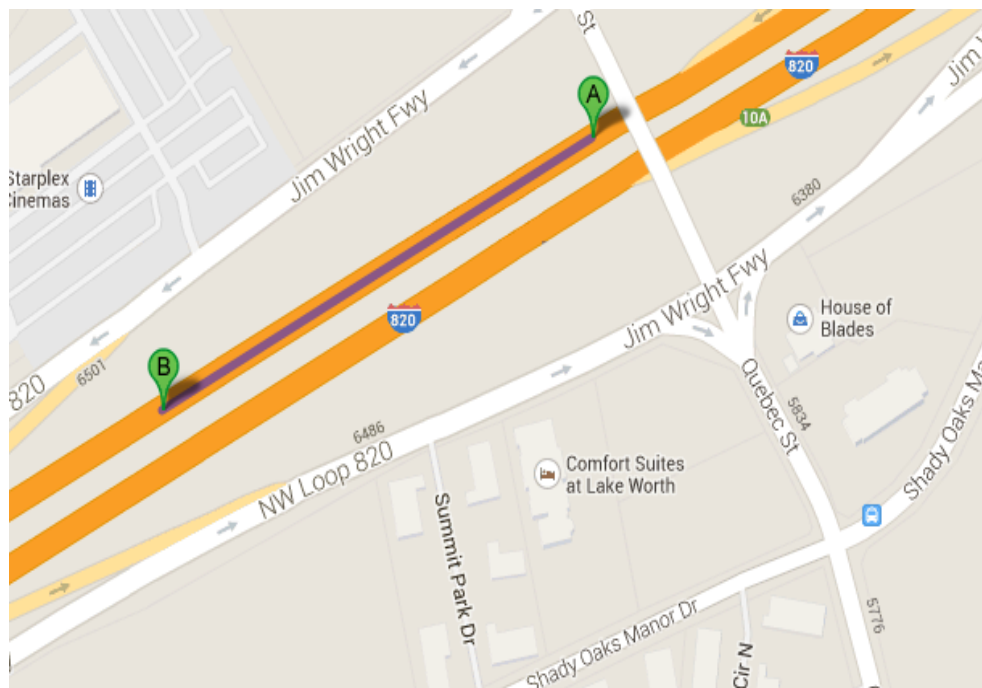 St
Jim W
820
A
Jim Wright Fwy
10A
Starplex
Cinemas
6380
Jim Wright Fwy
House of
Blades
820
B
6501
820
Quebec St
5834
Shady Oaks Ma
6486
NW Loop 820
Comfort Suites
at Lake Worth
Summit Park Dr
Shady Oaks Manor Dr
Cir N
5776